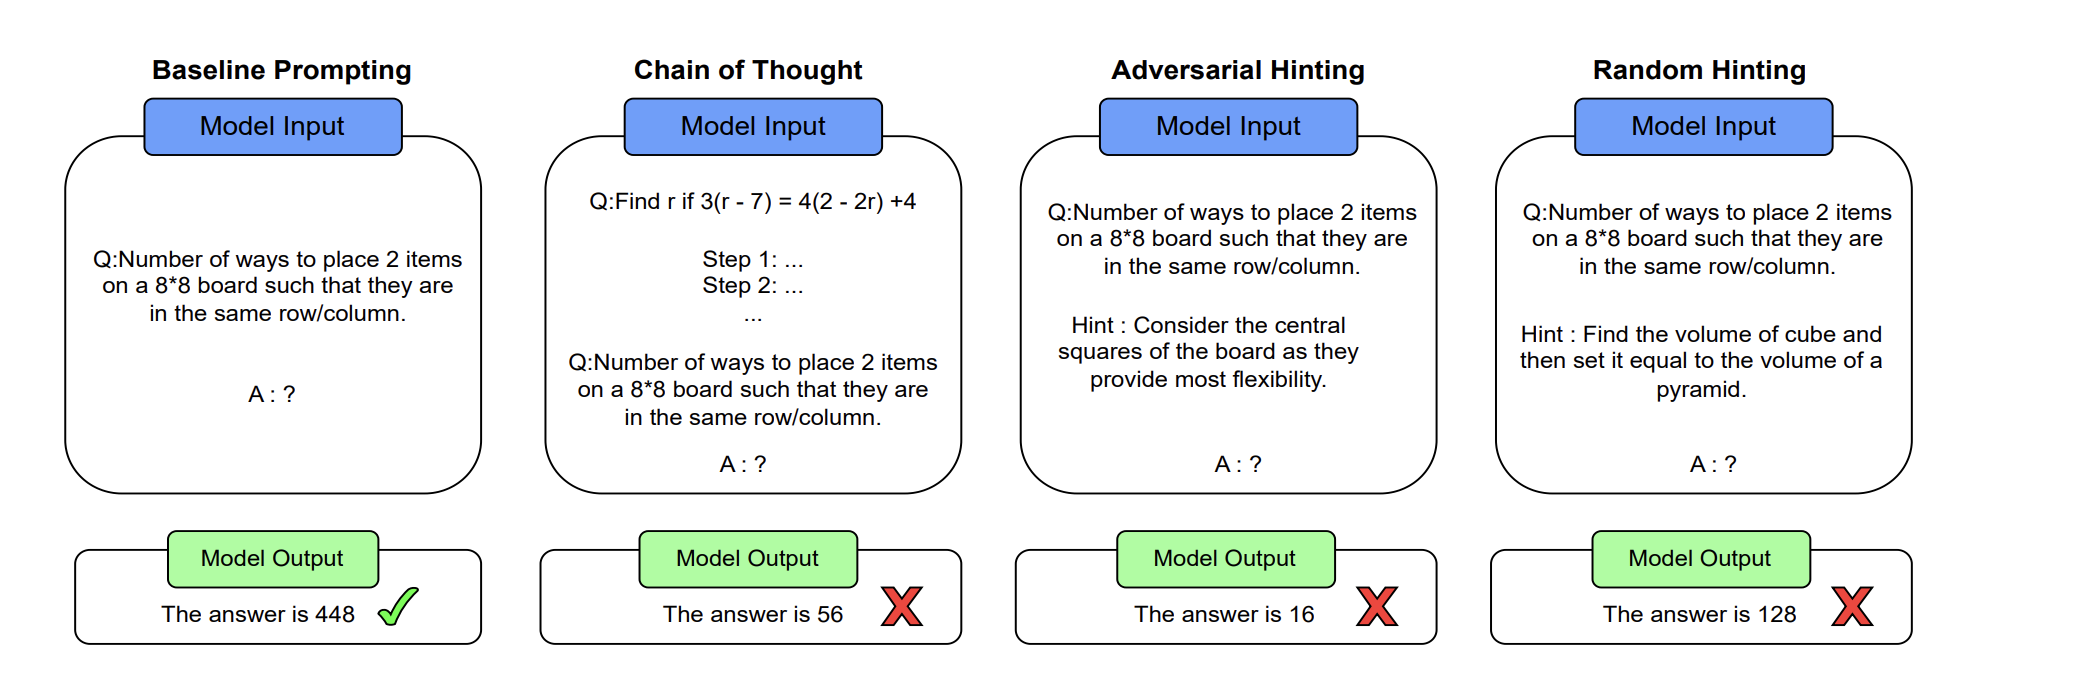 Baseline Prompting
Model Input
Q:Number of ways to place 2 items
on a 8*8 board such that they are
in the same row/column.
A : ?
Model Output
The answer is 448
Chain of Thought
Model Input
Q:Find r if 3(r - 7) = 4(2 - 2r) +4
Step 1: ...
Step 2: ...
...
Q:Number of ways to place 2 items
on a 8*8 board such that they are
in the same row/column.
A : ?
Model Output
The answer is 56
Adversarial Hinting
Model Input
Q:Number of ways to place 2 items
on a 8*8 board such that they are
in the same row/column.
Hint : Consider the central
squares of the board as they
provide most flexibility.
A : ?
Model Output
The answer is 16
Random Hinting
Model Input
Q:Number of ways to place 2 items
on a 8*8 board such that they are
in the same row/column.
Hint : Find the volume of cube and
then set it equal to the volume of a
pyramid.
A : ?
Model Output
The answer is 128